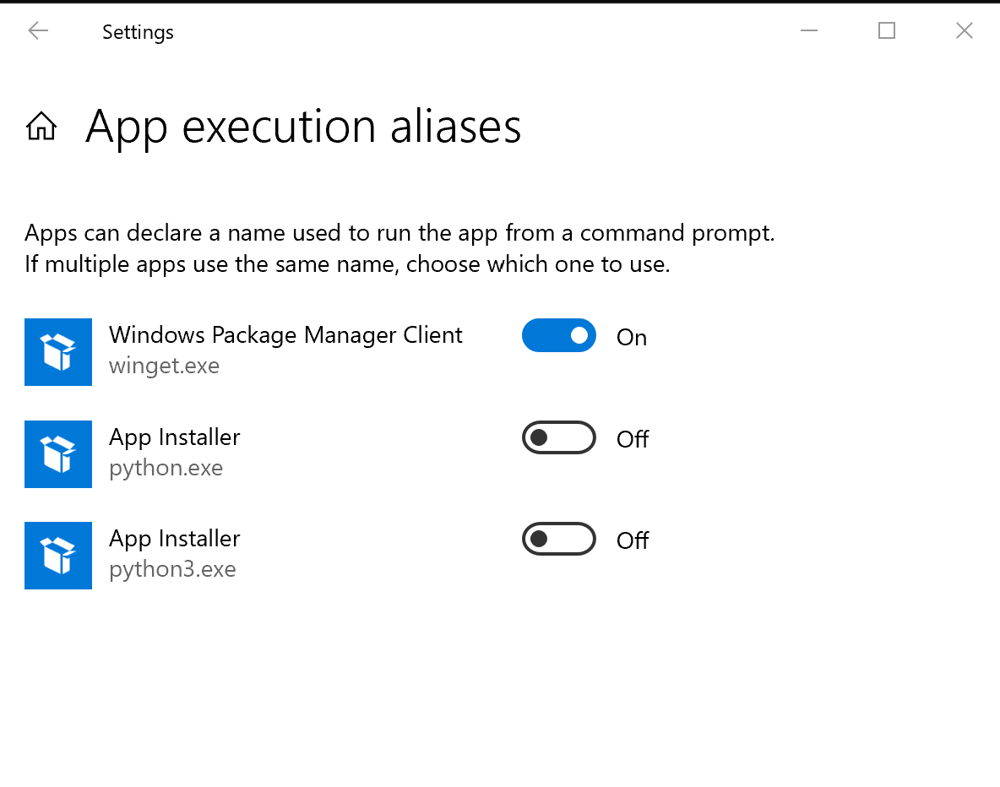 Settings
App execution aliases
Apps can declare a name used to run the app from a command prompt.
If multiple apps use the same name, choose which one to use.
Windows Package Manager Client
winget.exe
On
App Installer
python.exe
Off
App Installer
python3.exe
Off